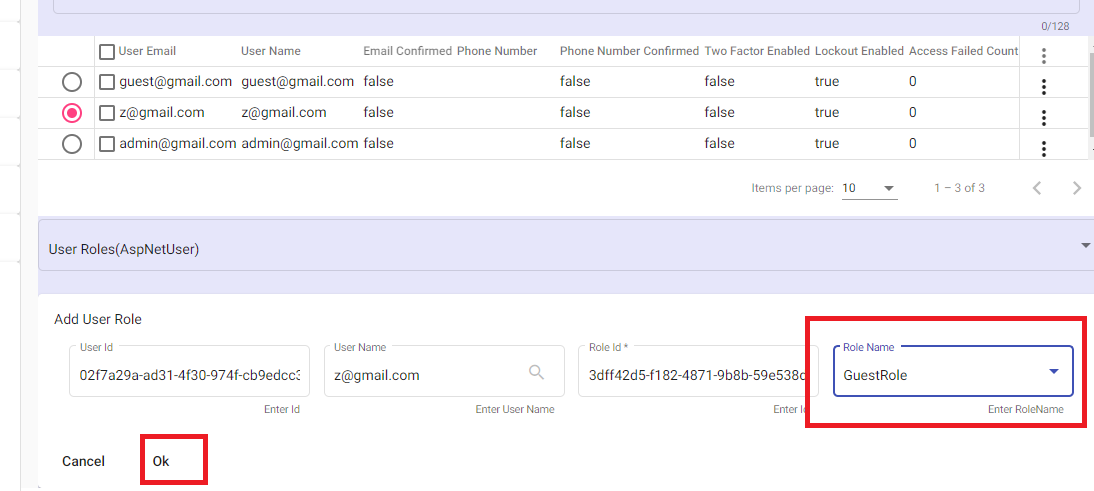 0/128
User Email User Name Email Confirmed Phone Number Phone Number Confirmed Two Factor Enabled Lockout Enabled Access Failed Count
guest@gmail.com guest@gmail.com false false false true 0
z@gmail.com z@gmail.com false false false true 0
admin@gmail.com admin@gmail.com false false false true 0
Items per page: 10 1 – 3 of 3
User Roles(AspNetUser)
Add User Role
User Id User Name Role Id * Role Name
02f7a29a-ad31-4f30-974f-cb9edcc3 z@gmail.com 3dff42d5-f182-4871-9b8b-59e538d GuestRole
Enter Id Enter User Name Enter Id Enter RoleName
Cancel Ok